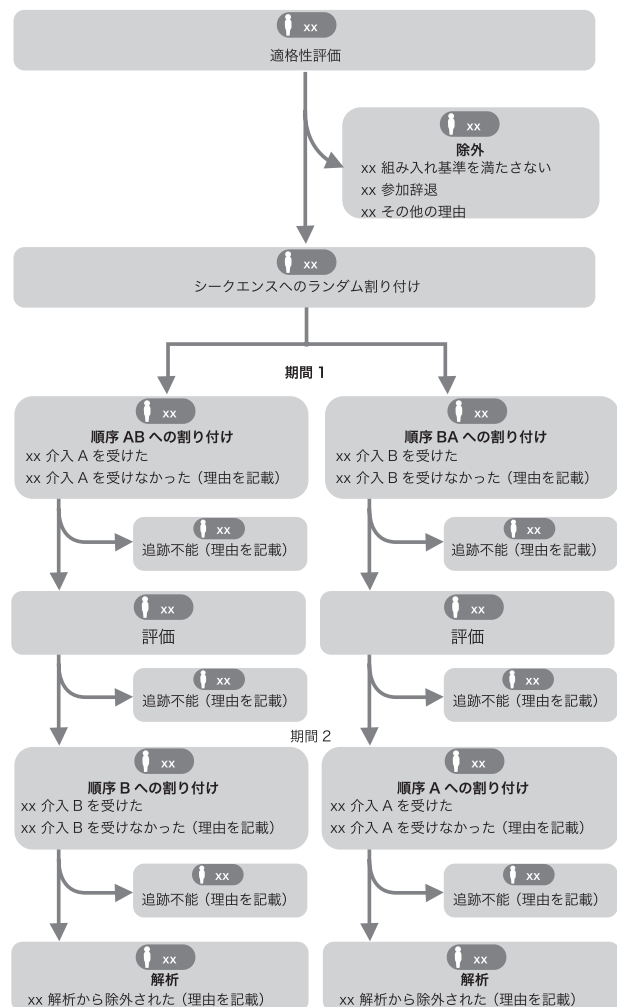 xx
適格性評価
xx
除外
xx 組み入れ基準を満たさない
xx 参加辞退
xx その他の理由
xx
シークエンスへのランダム割り付け
期間 1
xx
順序 AB への割り付け
xx 介入 A を受けた
xx 介入 A を受けなかった（理由を記載）
xx
順序 BA への割り付け
xx 介入 B を受けた
xx 介入 B を受けなかった（理由を記載）
xx
追跡不能（理由を記載）
xx
追跡不能（理由を記載）
xx
評価
xx
評価
xx
追跡不能（理由を記載）
xx
追跡不能（理由を記載）
期間 2
xx
順序 B への割り付け
xx 介入 B を受けた
xx 介入 B を受けなかった（理由を記載）
xx
順序 A への割り付け
xx 介入 A を受けた
xx 介入 A を受けなかった（理由を記載）
xx
追跡不能（理由を記載）
xx
追跡不能（理由を記載）
xx
解析
xx 解析から除外された（理由を記載）
xx
解析
xx 解析から除外された（理由を記載）